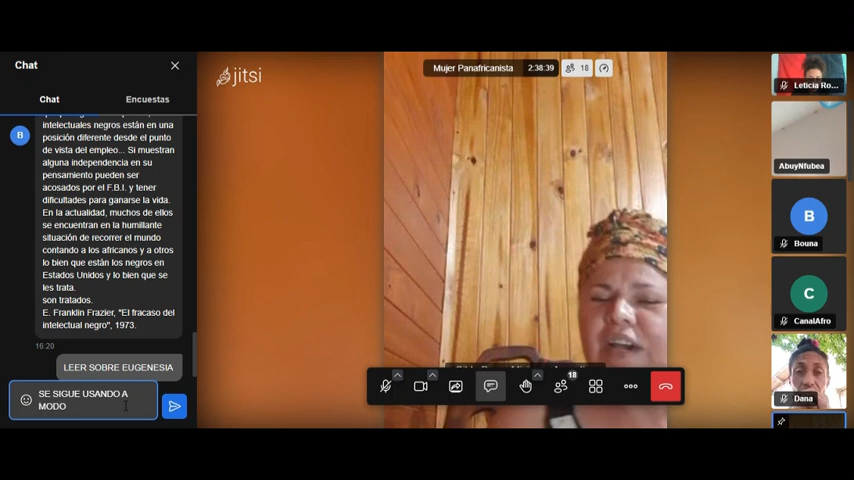 Chat
Chat
Encuestas
B
intelectuales negros están en una
posición diferente desde el punto
de vista del empleo... Si muestran
alguna independencia en su
pensamiento pueden ser
acosados por el F.B.I. y tener
dificultades para ganarse la vida.
En la actualidad, muchos de ellos
se encuentran en la humillante
situación de recorrer el mundo
contando a los africanos y a otros
lo bien que están los negros en
Estados Unidos y lo bien que se
les trata.
son tratados.
E. Franklin Frazier, "El fracaso del
intelectual negro", 1973.
16:20
LEER SOBRE EUGENESIA
SE SIGUE USANDO A
MODO
jitsi
Mujer Panafricanista
2:38:39
18
18
Leticia Ro...
AbuyNfubea
B
Bouna
C
CanalAfro
Dana